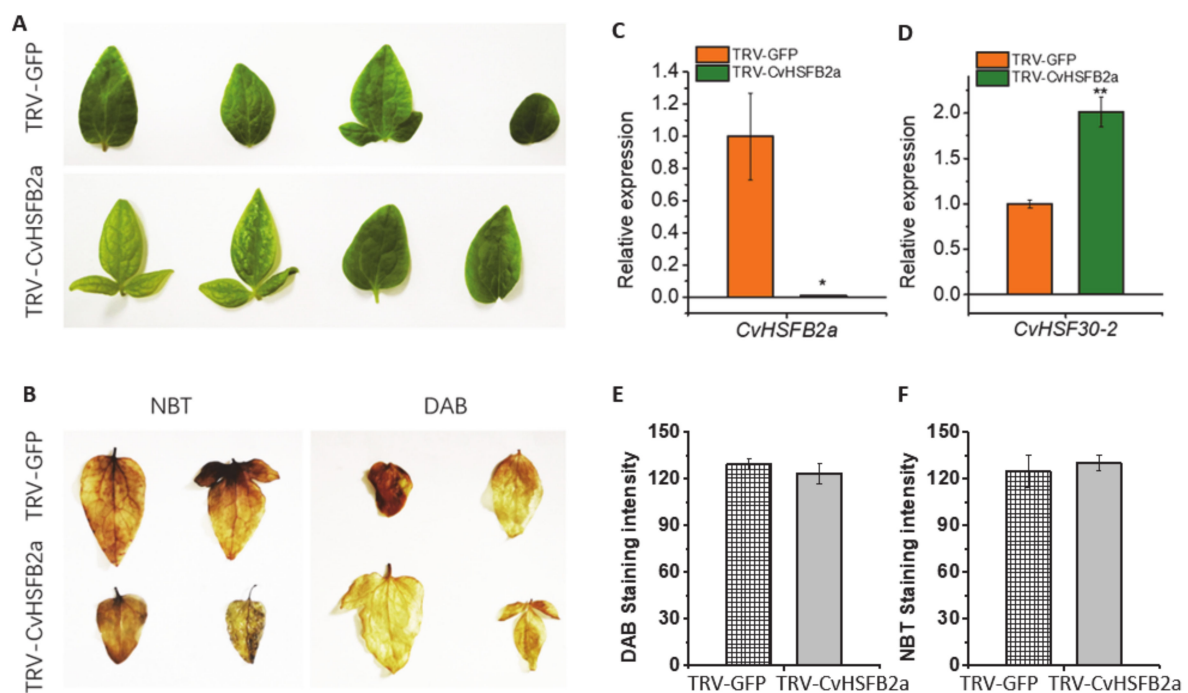 A
TRV-GFP
TRV-CvHSFB2a
B
NBT
DAB
TRV-GFP
TRV-CvHSFB2a
C
TRV-GFP
TRV-CvHSFB2a
Relative expression
1.4
1.2
1.0
0.8
0.6
0.4
0.2
0.0
*
CvHSFB2a
D
TRV-GFP
TRV-CvHSFB2a
**
Relative expression
2.0
2.0
1.0
0.5
0.0
CvHSF30-2
E
DAB Staining intensity
150
120
90
60
30
0
TRV-GFP
TRV-CvHSFB2a
F
NBT Staining intensity
150
120
90
60
30
0
TRV-GFP
TRV-CvHSFB2a